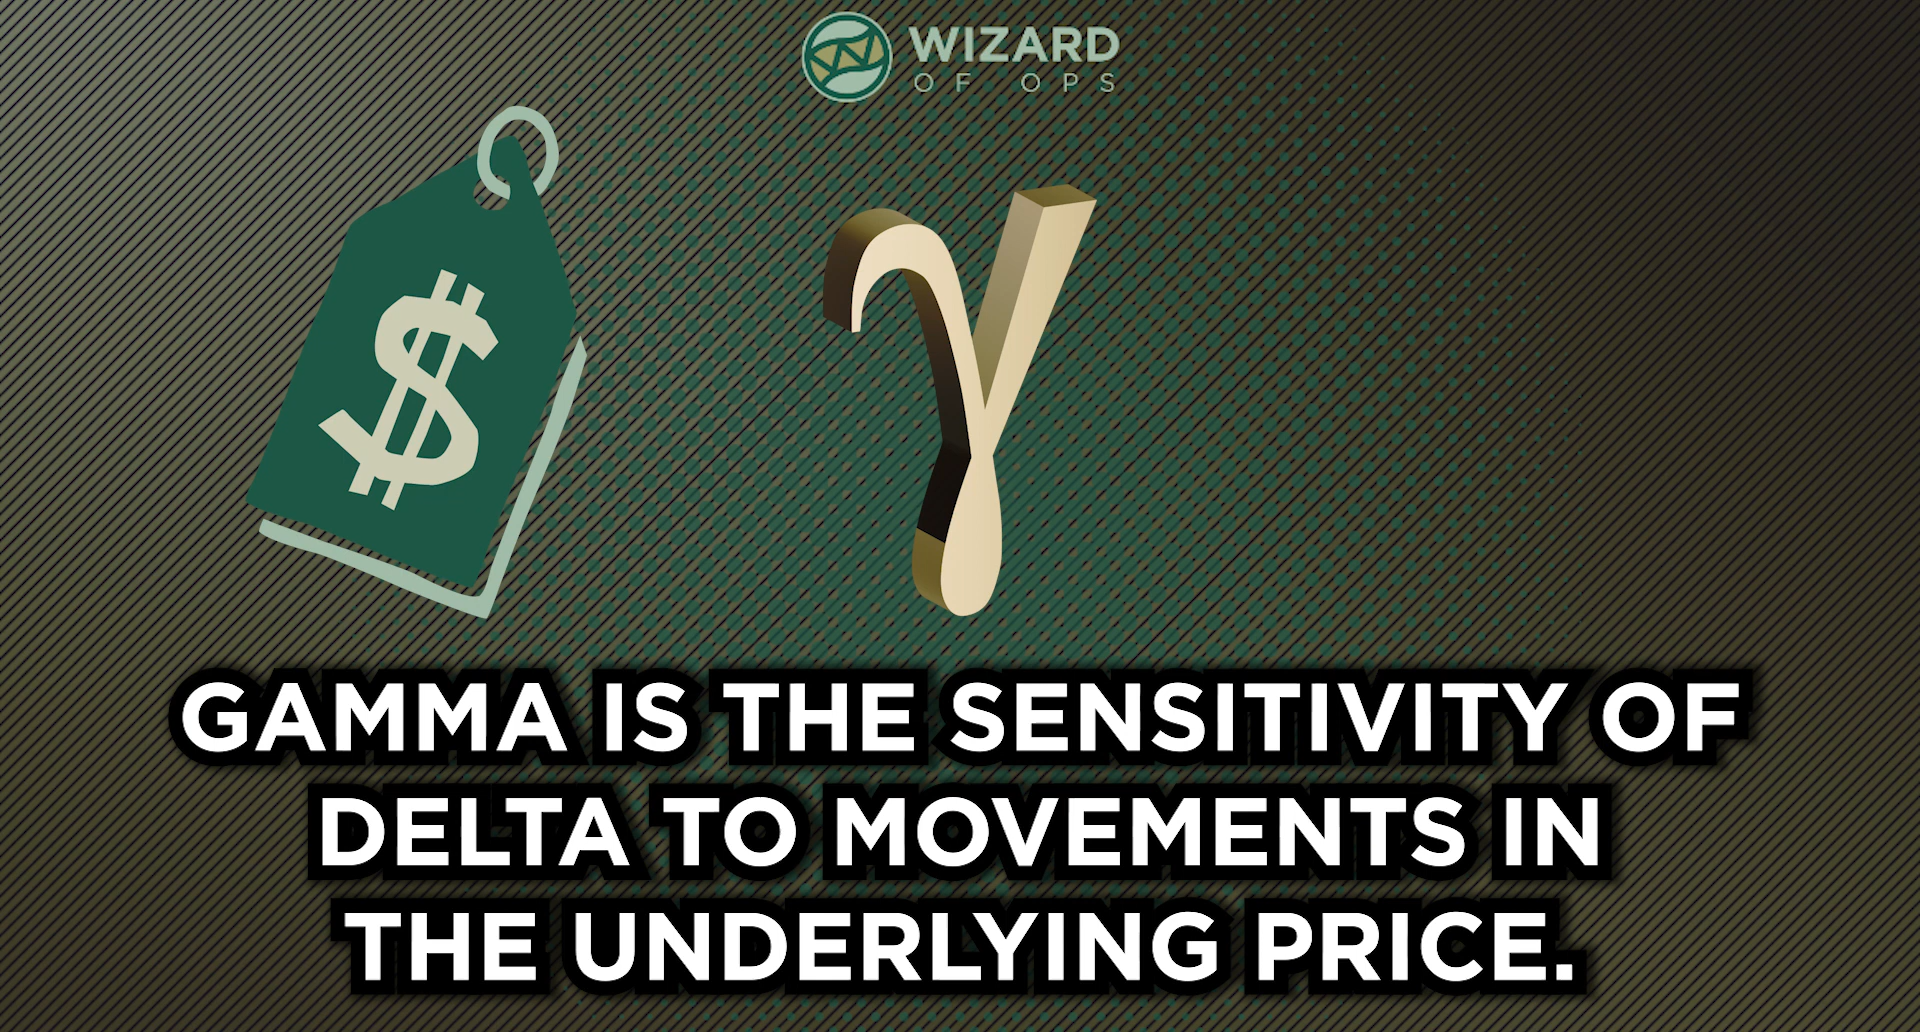 WIZARD
OF OPS
$
γ
GAMMA IS THE SENSITIVITY OF
DELTA TO MOVEMENTS IN
THE UNDERLYING PRICE.